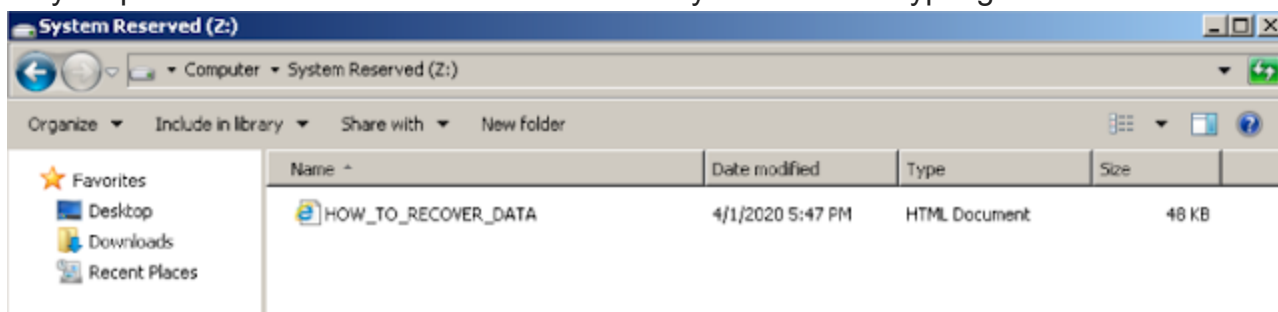 System Reserved (Z:)
Computer System Reserved (Z:)
Organize Include in library Share with New folder
Name Date modified Type Size
Favorites
Desktop
Downloads
Recent Places
HOW_TO_RECOVER_DATA 4/1/2020 5:47 PM HTML Document 48 KB